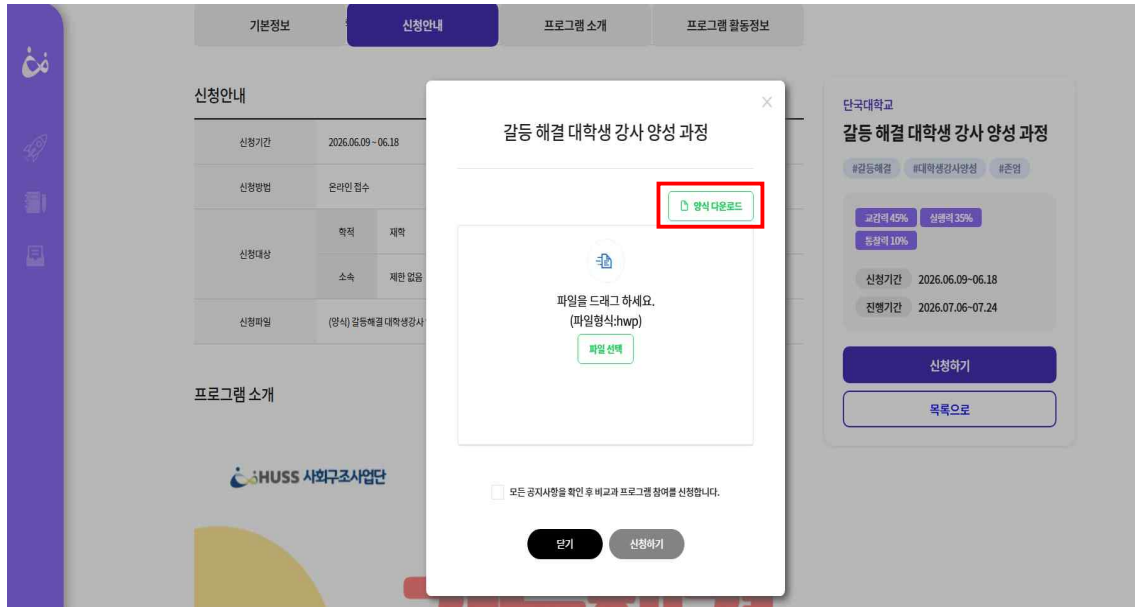 기본정보
신청안내
프로그램 소개
프로그램 활동정보
신청안내
신청기간
2026.06.09 ~ 06.18
신청방법
온라인 접수
신청대상
학적
재학
소속
제한 없음
신청파일
(양식) 갈등해결 대학생강사
프로그램 소개
HUSS 사회구조사업단
갈등 해결 대학생 강사 양성 과정
양식 다운로드
파일을 드래그 하세요.
(파일형식:hwp)
파일 선택
모든 공지사항을 확인 후 비교과 프로그램 참여를 신청합니다.
닫기
신청하기
단국대학교
갈등 해결 대학생 강사 양성 과정
#갈등해결 #대학생강사양성 #존엄
교감력 45% 실행력 35%
통찰력 10%
신청기간 2026.06.09~06.18
진행기간 2026.07.06~07.24
신청하기
목록으로